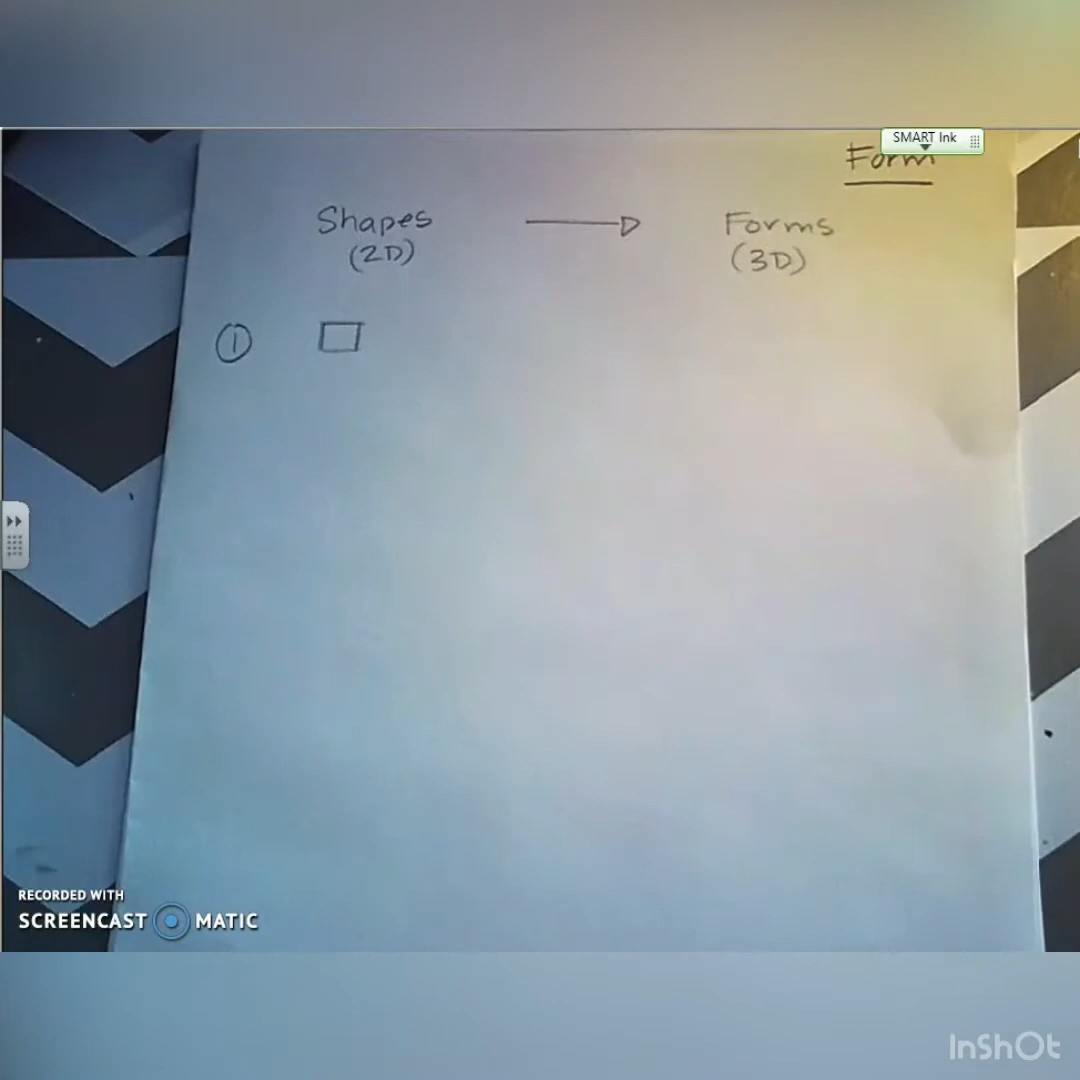 SMART Ink
Form
Shapes
Forms
(2D)
(3D)
1
RECORDED WITH
SCREENCAST MATIC
InShOt